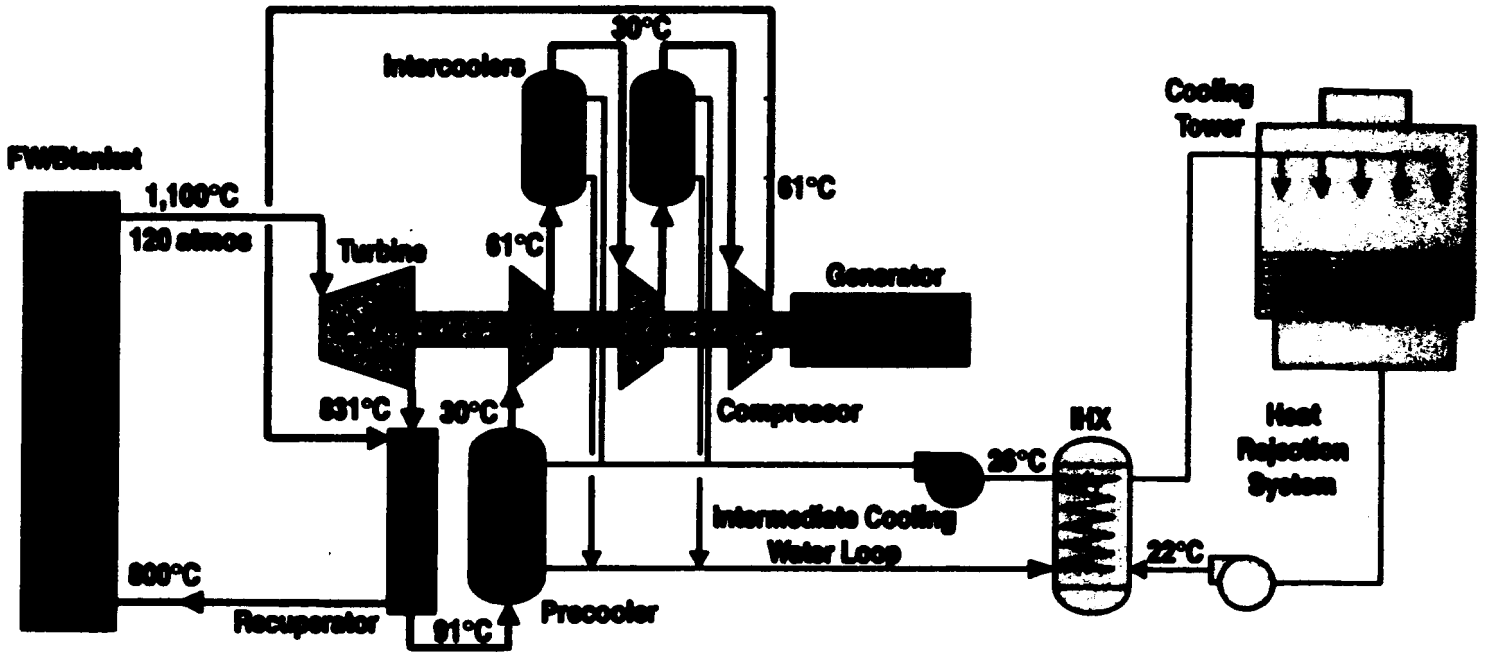 30°C
Intercoolers
Cooling
Tower
FW/Blanket
1,100°C
120 atmos
Turbine
61°C
61°C
Generator
831°C
30°C
Compressor
IHX
Heat
Rejection
System
26°C
Intermediate Cooling
Water Loop
22°C
800°C
Recuperator
91°C
Precooler